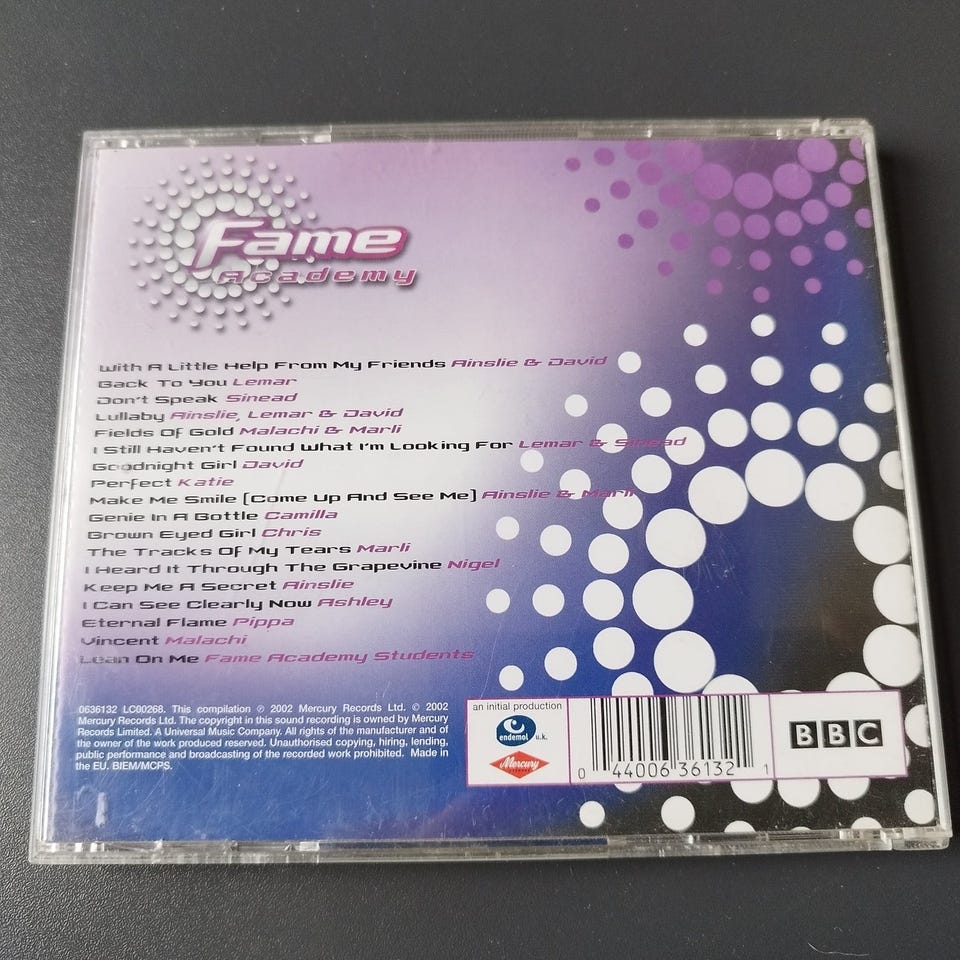 Fame
Academy
With A Little Help From My Friends Ainslie & David
Back To You Lemar
Don't Speak Sinead
Lullaby Ainslie, Lemar & David
Fields Of Gold Malachi & Marli
I Still Haven't Found What I'm Looking For Lemar & Sinead
Goodnight Girl David
Perfect Katie
Make Me Smile [Come Up And See Me] Ainslie & Marli
Genie In A Bottle Camilla
Brown Eyed Girl Chris
The Tracks Of My Tears Marli
I Heard It Through The Grapevine Nigel
Keep Me A Secret Ainslie
I Can See Clearly Now Ashley
Eternal Flame Pippa
Vincent Malachi
Lean On Me Fame Academy Students
0636132 LC00268. This compilation ℗ 2002 Mercury Records Ltd. © 2002
Mercury Records Ltd. The copyright in this sound recording is owned by Mercury
Records Limited. A Universal Music Company. All rights of the manufacturer and of
the owner of the work produced reserved. Unauthorised copying, hiring, lending,
public performance and broadcasting of the recorded work prohibited. Made in
the EU. BIEM/MCPS.
an initial production
endemol u.k.
Mercury
0 44006 36132 1
BBC